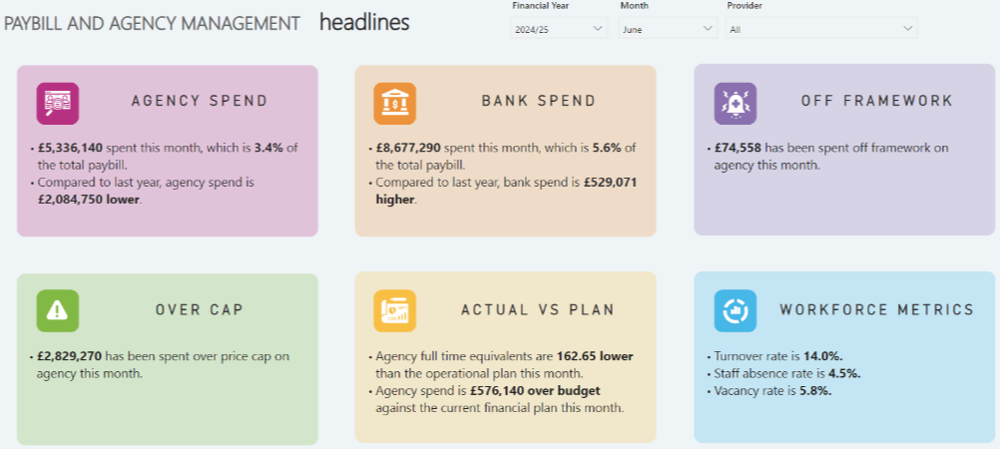 PAYBILL AND AGENCY MANAGEMENT headlines
Financial Year
2024/25
Month
June
Provider
All
AGENCY SPEND
• £5,336,140 spent this month, which is 3.4% of
the total paybill.
• Compared to last year, agency spend is
£2,084,750 lower.
BANK SPEND
• £8,677,290 spent this month, which is 5.6% of
the total paybill.
• Compared to last year, bank spend is £529,071
higher.
OFF FRAMEWORK
• £74,558 has been spent off framework on
agency this month.
OVER CAP
• £2,829,270 has been spent over price cap on
agency this month.
ACTUAL VS PLAN
• Agency full time equivalents are 162.65 lower
than the operational plan this month.
• Agency spend is £576,140 over budget
against the current financial plan this month.
WORKFORCE METRICS
• Turnover rate is 14.0%.
• Staff absence rate is 4.5%.
• Vacancy rate is 5.8%.